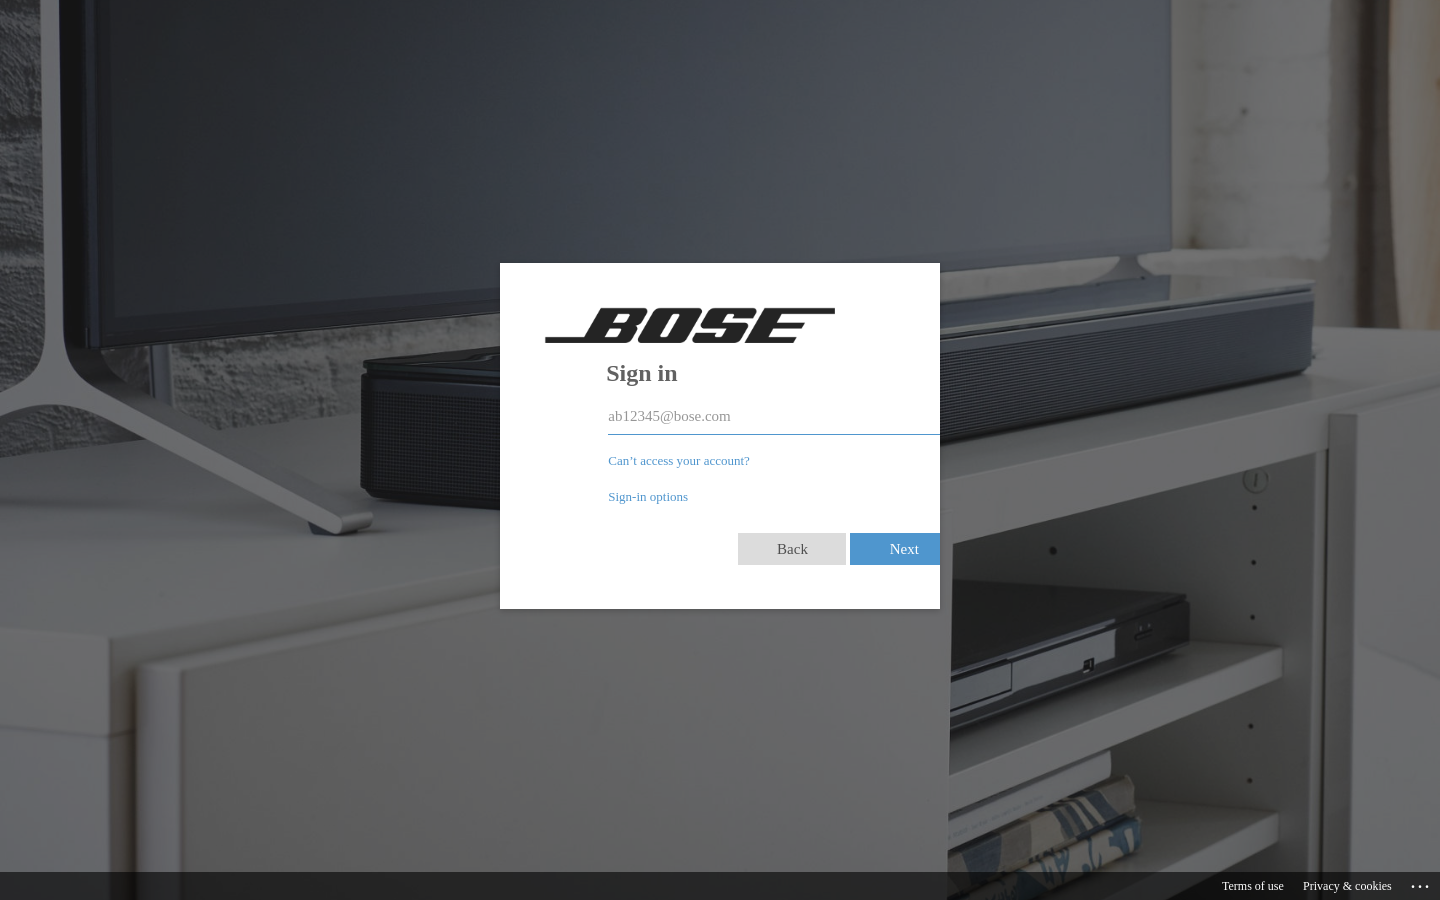 BOSE
Sign in
ab12345@bose.com
Can’t access your account?
Sign-in options
Back Next
Terms of use Privacy & cookies ...